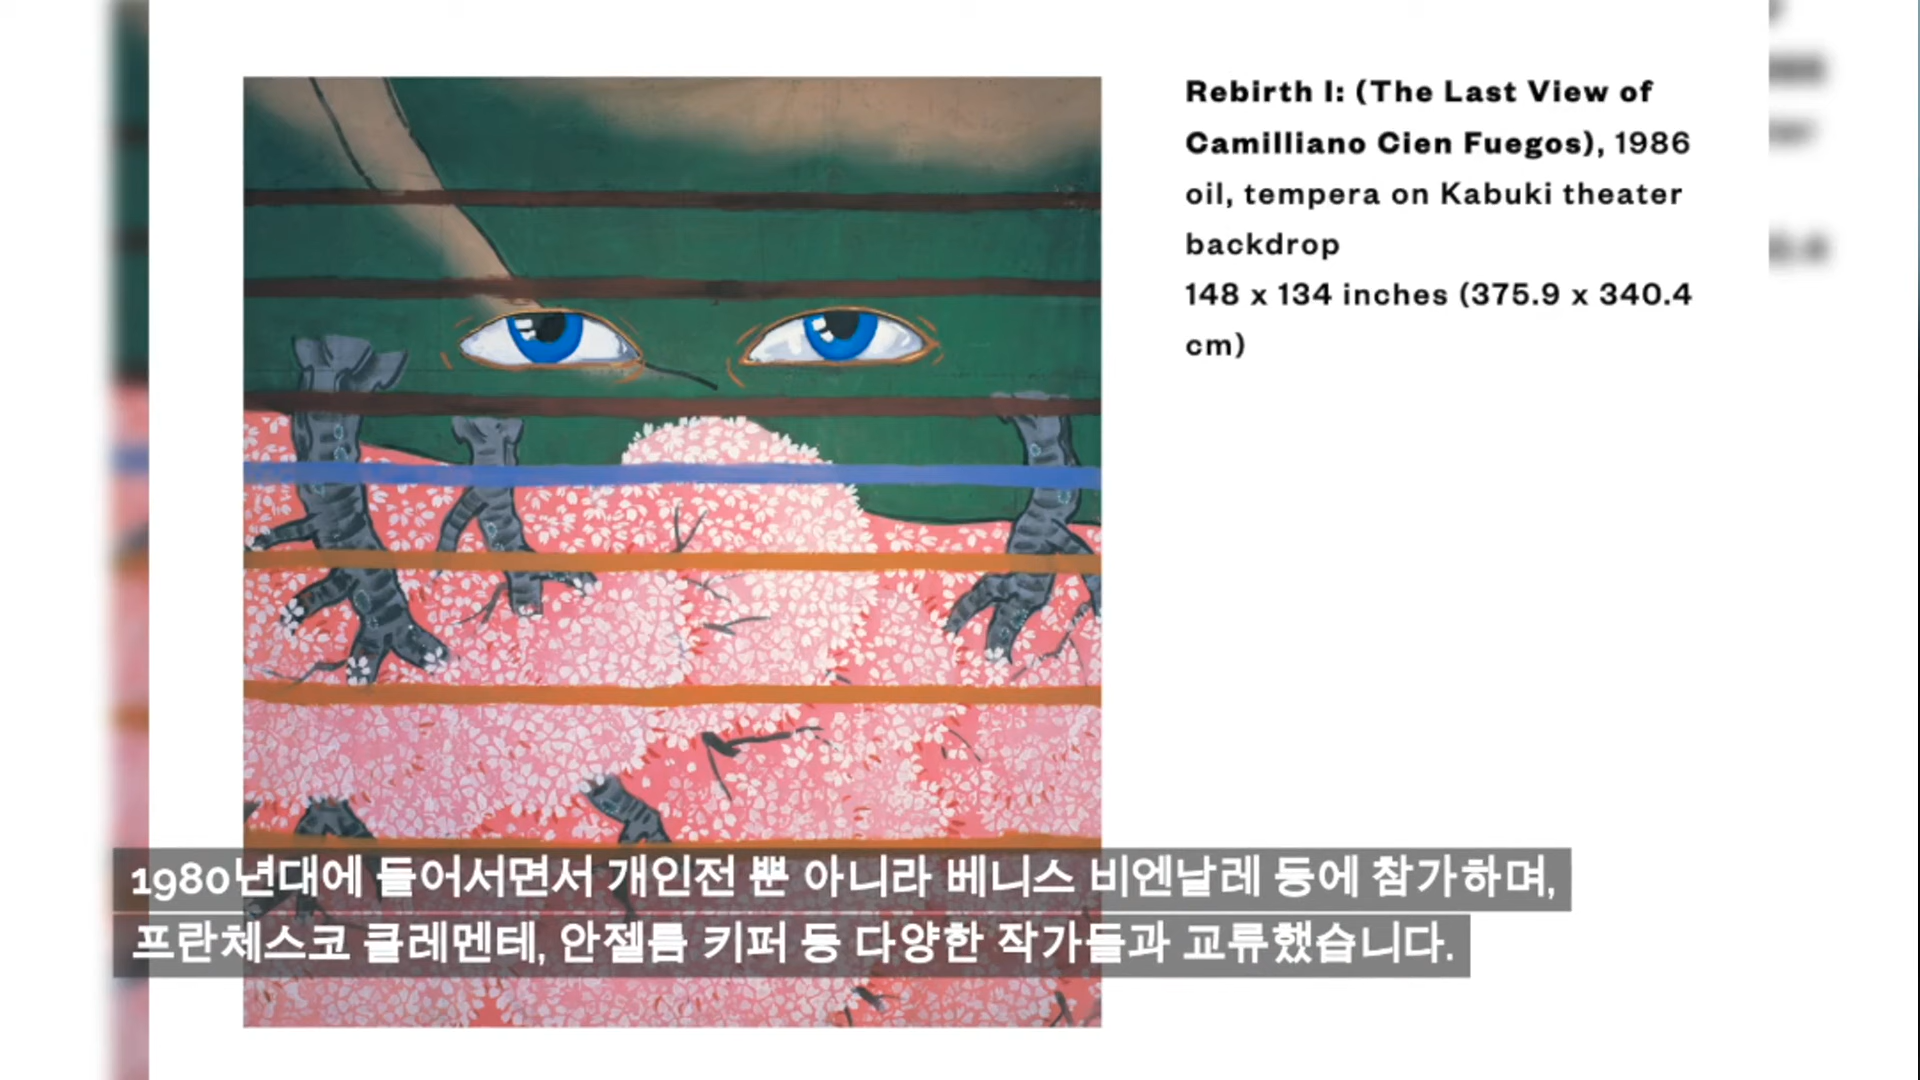 Rebirth I: (The Last View of
Camilliano Cien Fuegos), 1986
oil, tempera on Kabuki theater
backdrop
148 x 134 inches (375.9 x 340.4
cm)
1980년대에 들어서면서 개인전 뿐 아니라 베니스 비엔날레 등에 참가하며,
프란체스코 클레멘테, 안젤름 키퍼 등 다양한 작가들과 교류했습니다.